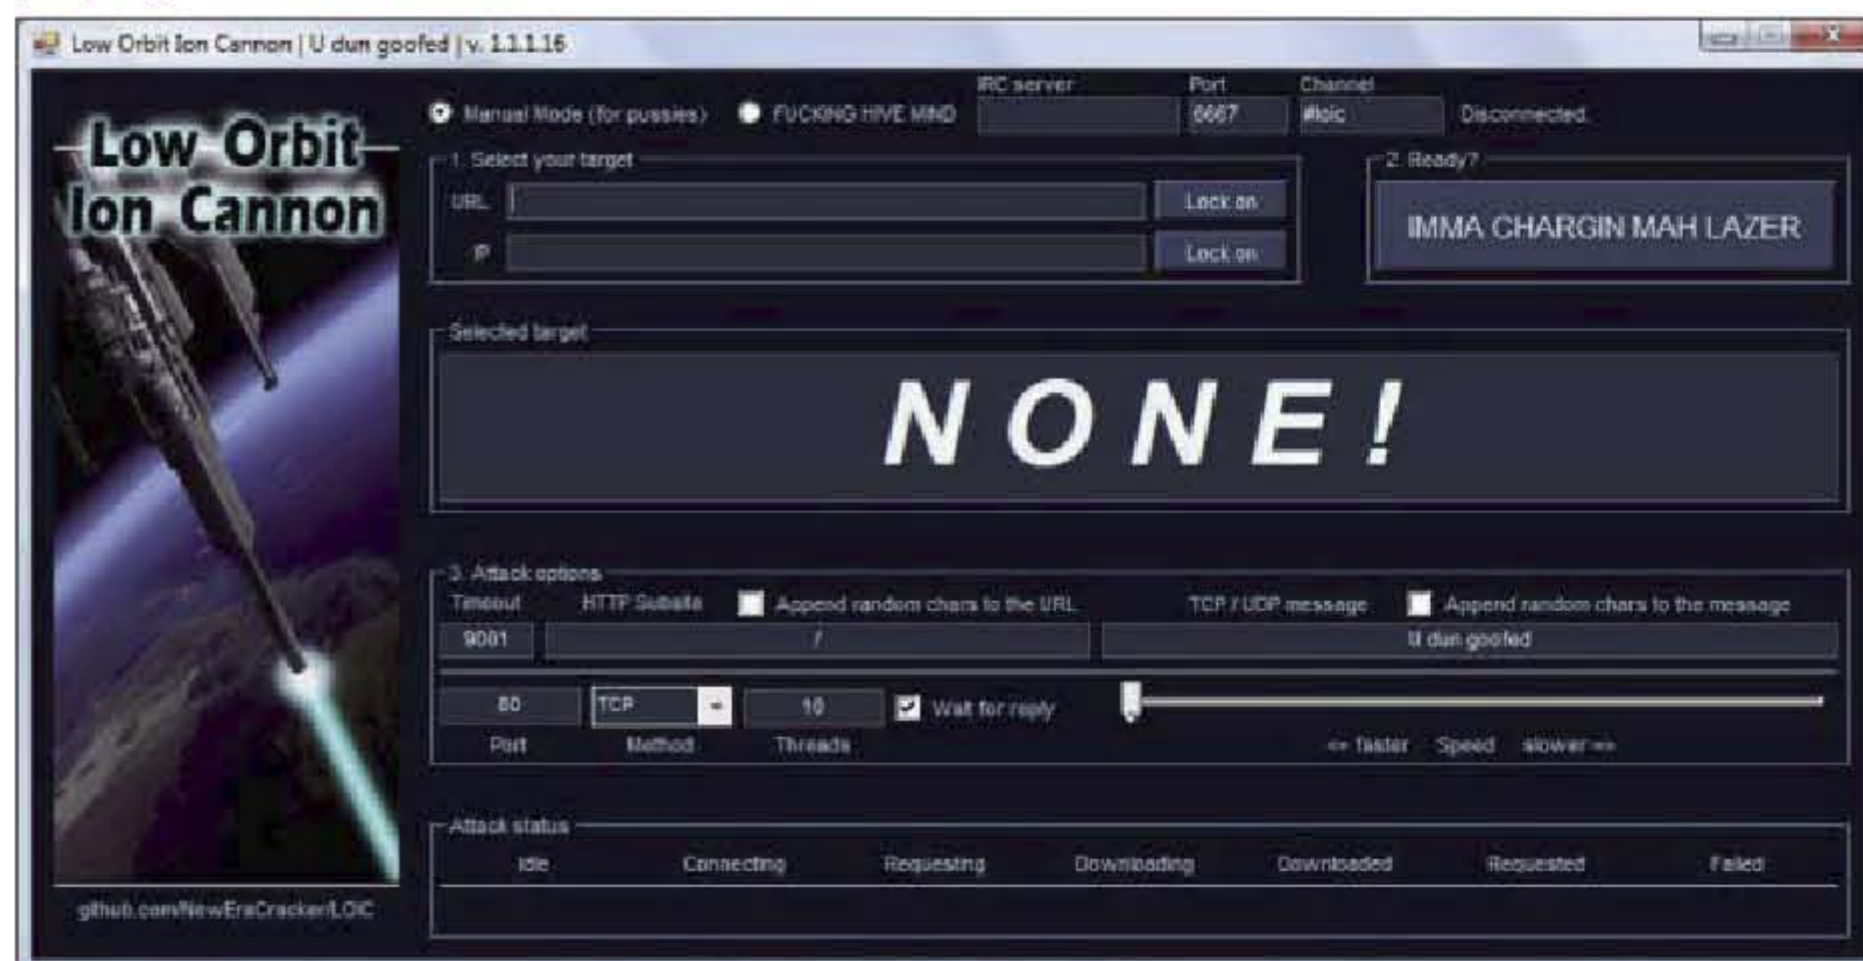 Low Orbit Ion Cannon | U dun goofed | v. 1.1.1.16
Low Orbit
Ion Cannon
Manual Mode (for pussies) FUCKING HIVE MIND IRC server Port 6667 Channel #loic Disconnected.
1. Select your target
URL Lock on
IP Lock on
2. Ready?
IMMA CHARGIN MAH LAZER
Selected target
N O N E !
3. Attack options
Timeout HTTP Subsite Append random chars to the URL TCP / UDP message Append random chars to the message
9001 / U dun goofed
80 TCP 10 Wait for reply
Port Method Threads <= faster Speed slower =>
Attack status
Idle Connecting Requesting Downloading Downloaded Requested Failed
github.com/NewEraCracker/LOIC